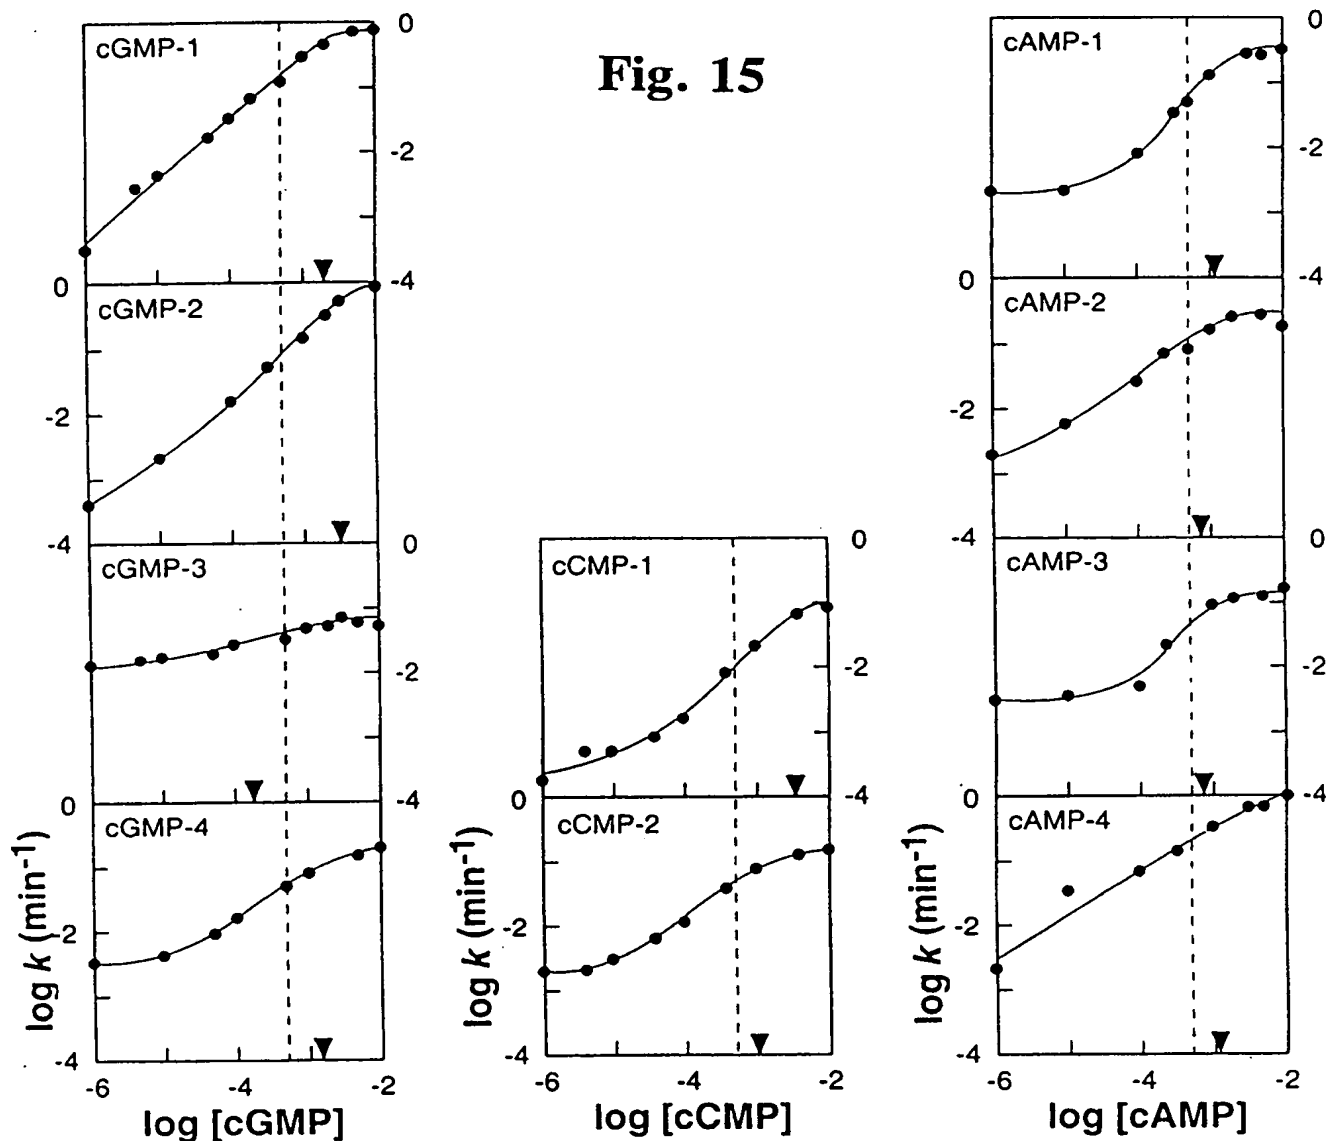 Fig. 15
cGMP-1
0
-2
-4
cGMP-2
0
-2
-4
cGMP-3
0
-2
-4
cGMP-4
0
-2
-4
-6 -4 -2
log k (min-1)
log [cGMP]
cCMP-1
0
-2
-4
cCMP-2
0
-2
-4
-6 -4 -2
log k (min-1)
log [cCMP]
cAMP-1
0
-2
-4
cAMP-2
0
-2
-4
cAMP-3
0
-2
-4
cAMP-4
0
-2
-4
-6 -4 -2
log k (min-1)
log [cAMP]